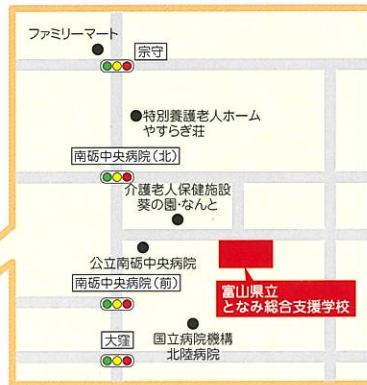 ファミリーマート
宗守
特別養護老人ホーム
やすらぎ荘
南砺中央病院(北)
介護老人保健施設
葵の園・なんと
公立南砺中央病院
南砺中央病院(前)
富山県立
となみ総合支援学校
大窪
国立病院機構
北陸病院